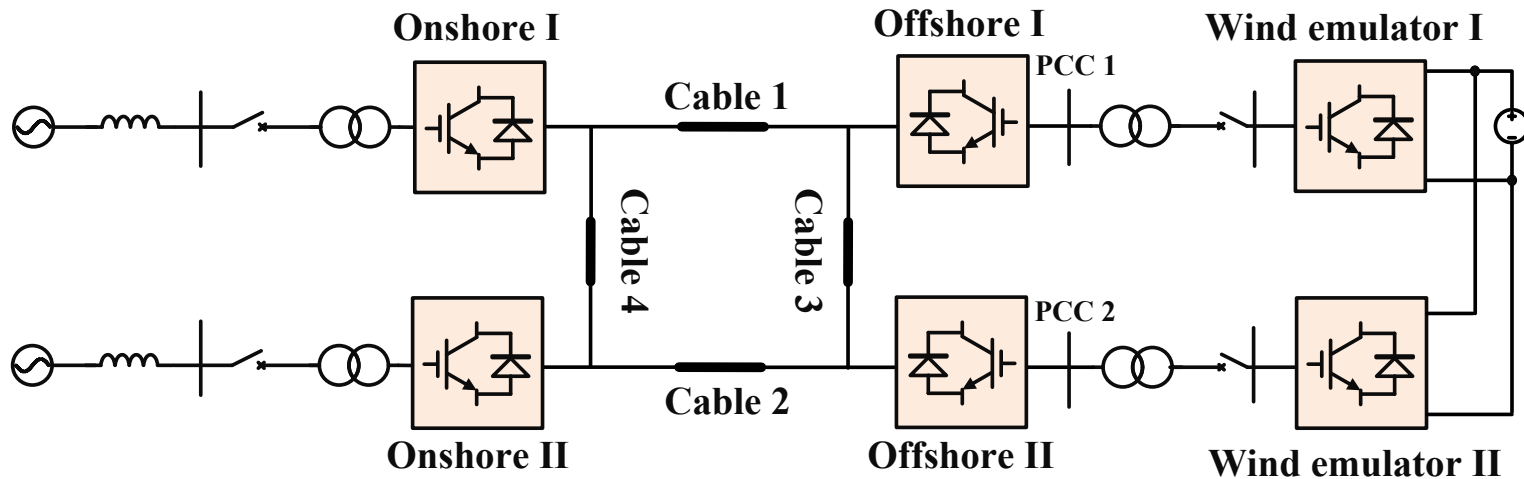 Onshore I
Offshore I
Wind emulator I
PCC 1
Cable 1
Cable 4
Cable 3
PCC 2
Cable 2
Onshore II
Offshore II
Wind emulator II